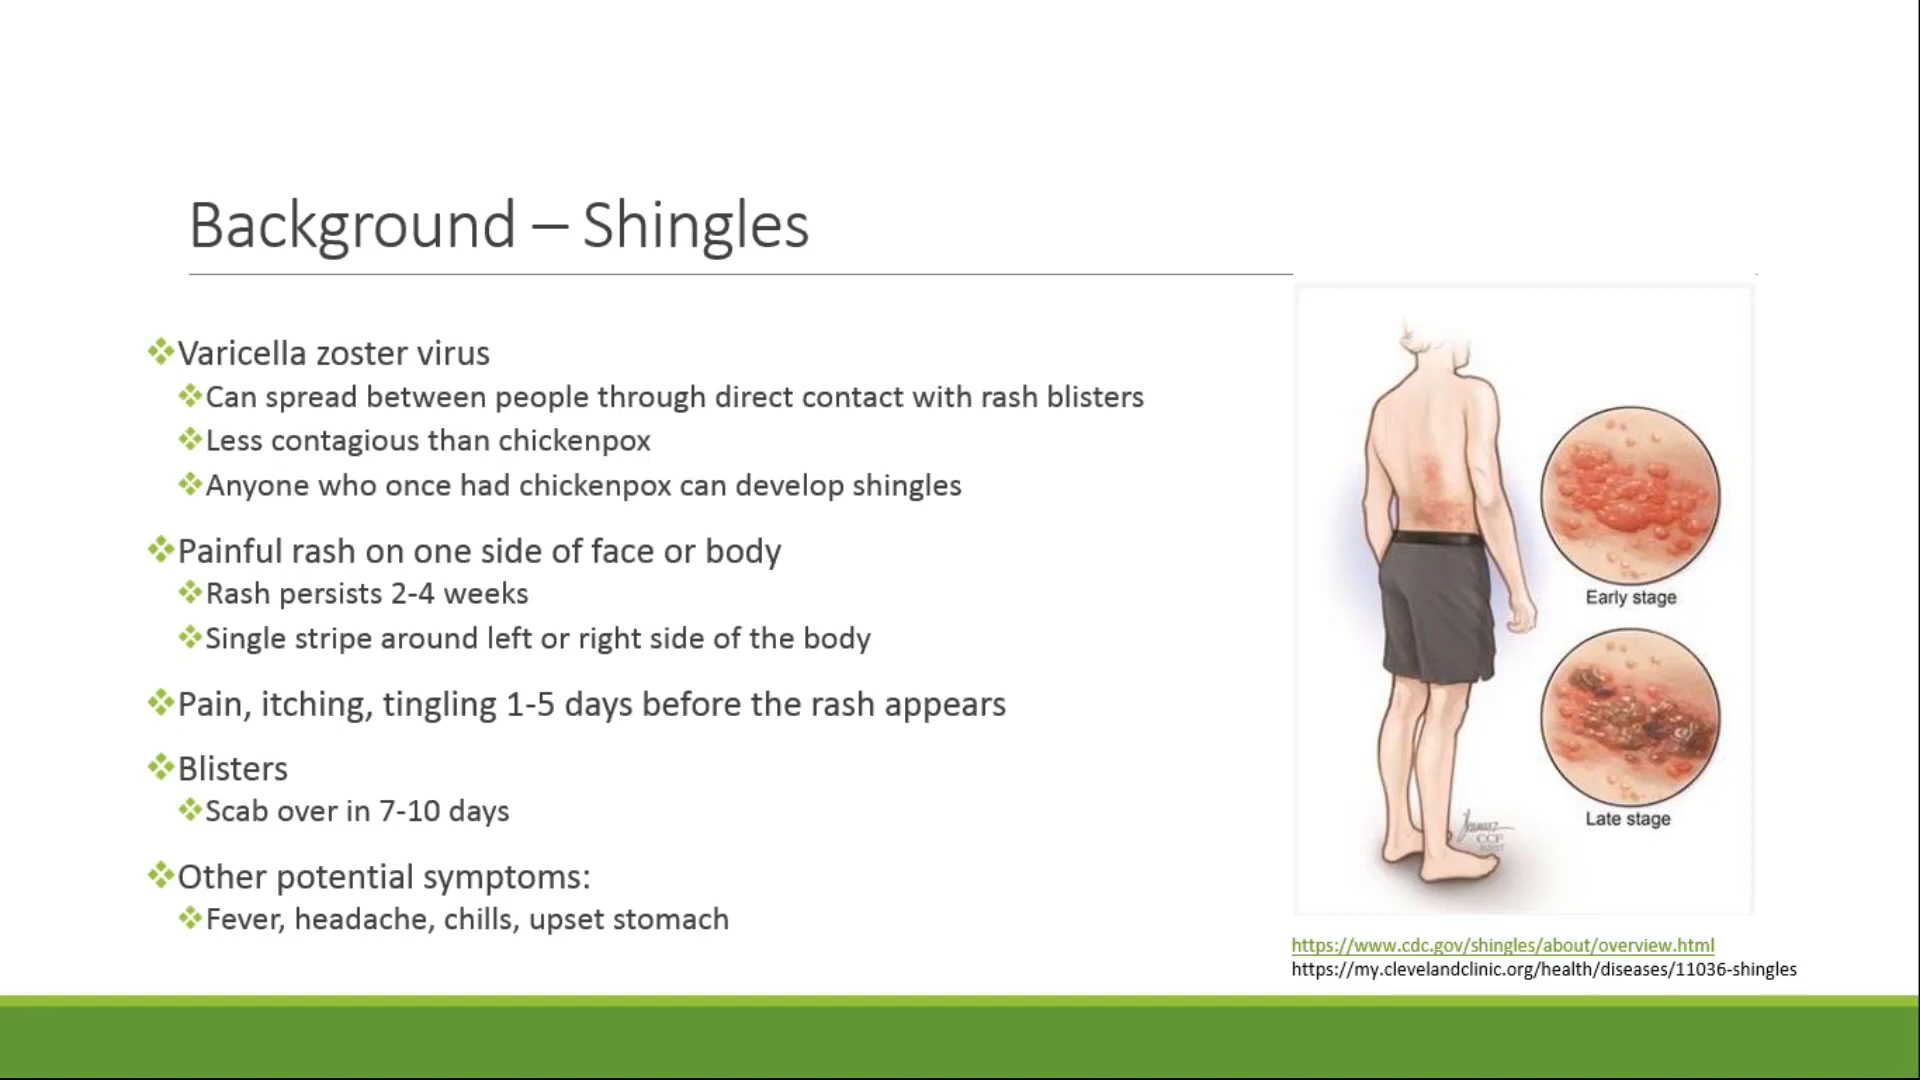 Background – Shingles
❖Varicella zoster virus
❖Can spread between people through direct contact with rash blisters
❖Less contagious than chickenpox
❖Anyone who once had chickenpox can develop shingles
❖Painful rash on one side of face or body
❖Rash persists 2-4 weeks
❖Single stripe around left or right side of the body
❖Pain, itching, tingling 1-5 days before the rash appears
❖Blisters
❖Scab over in 7-10 days
❖Other potential symptoms:
❖Fever, headache, chills, upset stomach
Early stage
Late stage
CCF
https://www.cdc.gov/shingles/about/overview.html
https://my.clevelandclinic.org/health/diseases/11036-shingles